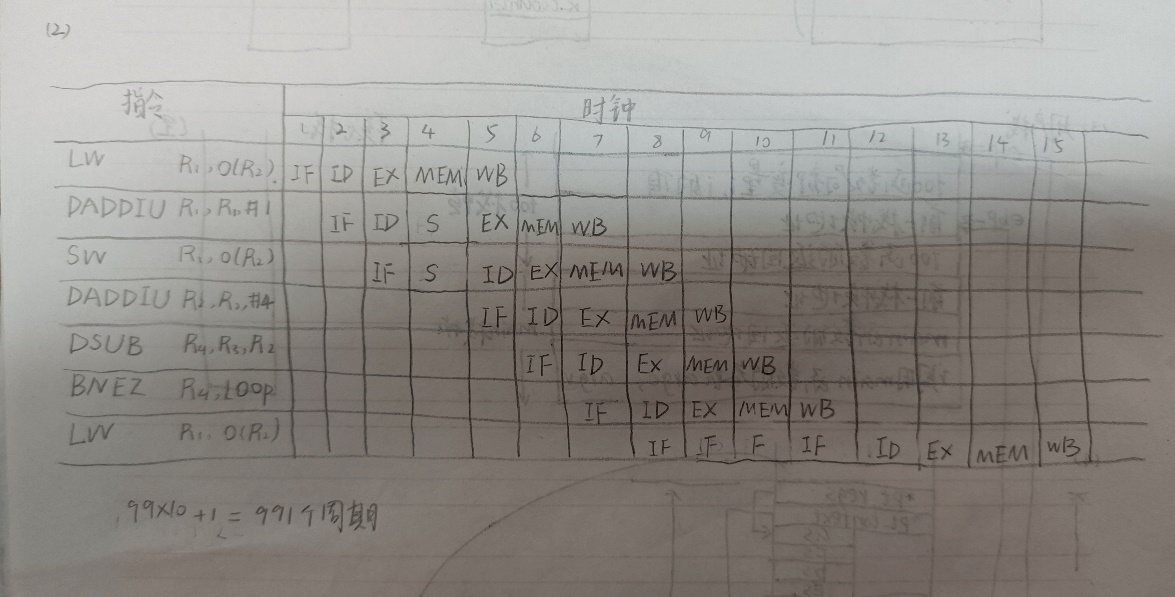 (2)
指令 时钟
1 2 3 4 5 6 7 8 9 10 11 12 13 14 15
LW R1, 0(R2) IF ID EX MEM WB
DADDIU R1, R1, #1 IF ID S EX MEM WB
SW R1, 0(R2) IF S ID EX MEM WB
DADDIU R2, R2, #4 IF ID EX MEM WB
DSUB R4, R3, R2 IF ID EX MEM WB
BNEZ R4, Loop IF ID EX MEM WB
LW R1, 0(R2) IF IF F IF ID EX MEM WB
99×10 +1 = 991个周期